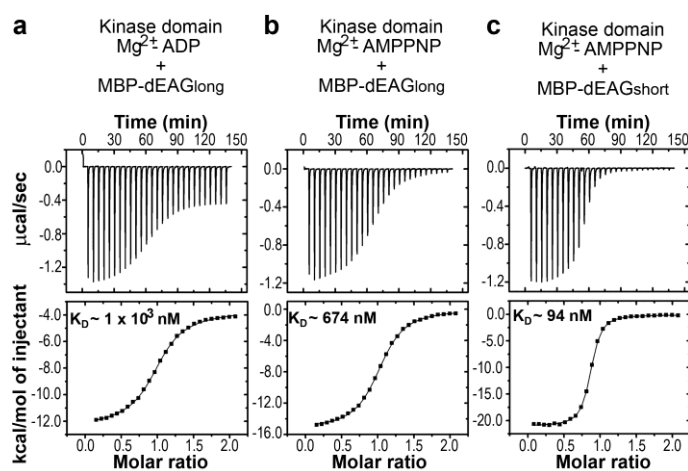 a
Kinase domain
Mg2+- ADP
+
MBP-dEAGlong
b
Kinase domain
Mg2+- AMPPNP
+
MBP-dEAGlong
c
Kinase domain
Mg2+- AMPPNP
+
MBP-dEAGshort
Time (min)
0 30 60 90 120 150
Time (min)
0 30 60 90 120 150
Time (min)
0 30 60 90 120 150
µcal/sec
0.0
-0.4
-0.8
-1.2
0.0
-0.4
-0.8
-1.2
0.0
-0.4
-0.8
-1.2
kcal/mol of injectant
-4.0
-6.0
-8.0
-10.0
-12.0
KD~ 1 x 10³ nM
0.0 0.5 1.0 1.5 2.0
Molar ratio
0.0
-4.0
-8.0
-12.0
-16.0
KD~ 674 nM
0.0 0.5 1.0 1.5 2.0
Molar ratio
0.0
-5.0
-10.0
-15.0
-20.0
KD~ 94 nM
0.0 0.5 1.0 1.5 2.0
Molar ratio